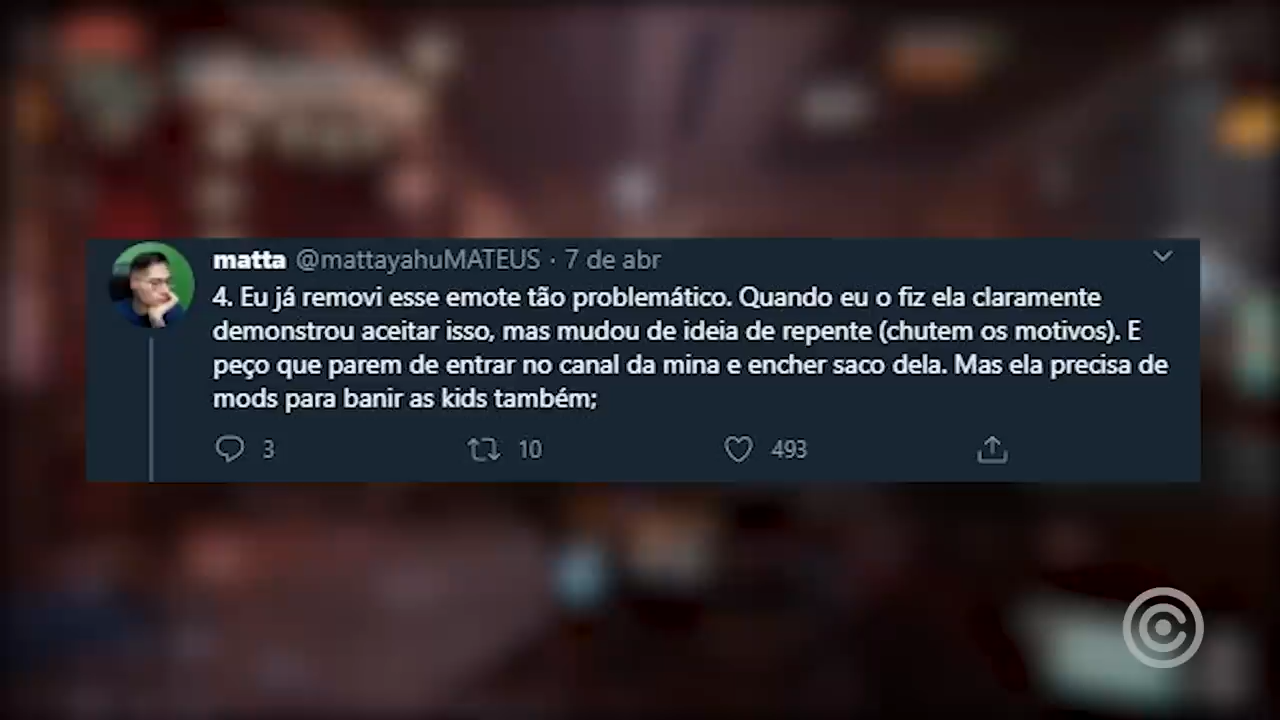 matta @mattayahuMATEUS · 7 de abr
4. Eu já removi esse emote tão problemático. Quando eu o fiz ela claramente
demonstrou aceitar isso, mas mudou de ideia de repente (chutem os motivos). E
peço que parem de entrar no canal da mina e encher saco dela. Mas ela precisa de
mods para banir as kids também;
3 10 493